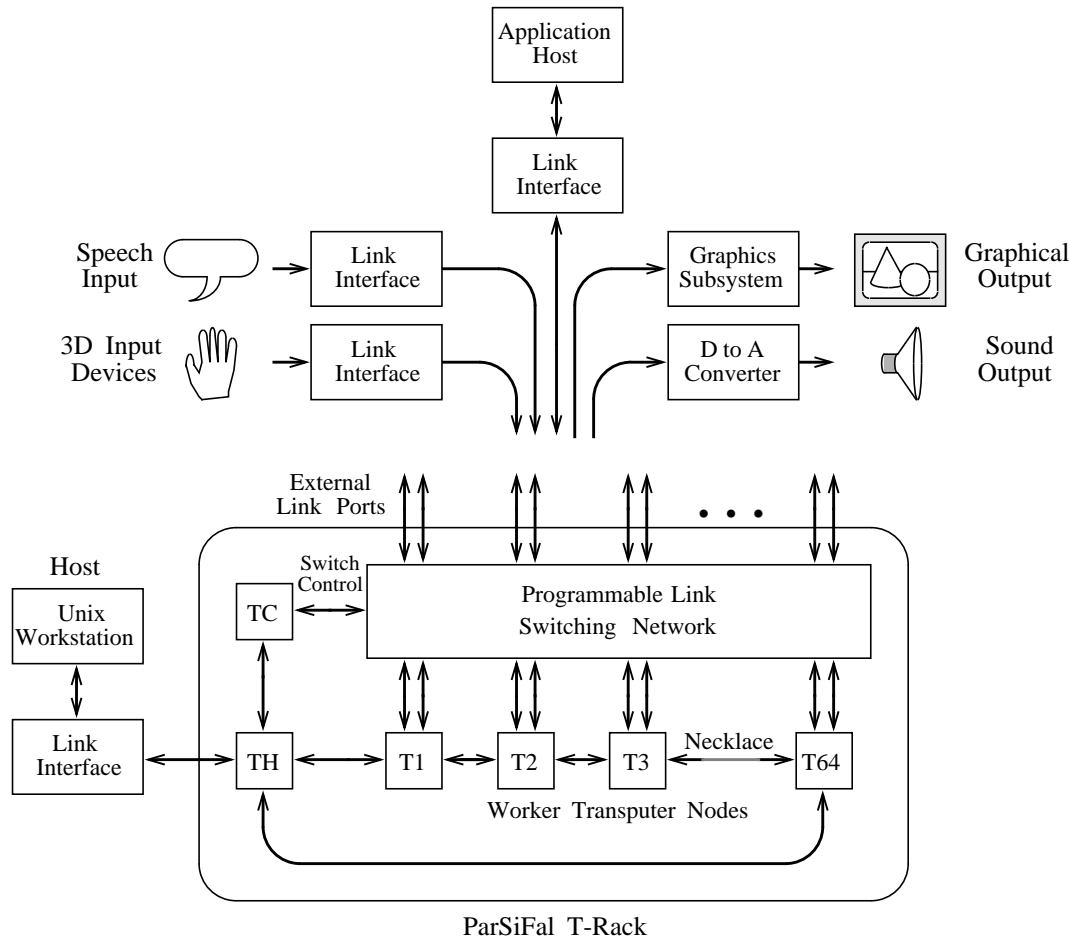 Application
Host
Link
Interface
Speech
Input
Link
Interface
Graphics
Subsystem
Graphical
Output
3D Input
Devices
Link
Interface
D to A
Converter
Sound
Output
External
Link Ports
• • •
Host
Unix
Workstation
Link
Interface
Switch
Control
TC
Programmable Link
Switching Network
TH
T1
T2
T3
Necklace
T64
Worker Transputer Nodes
ParSiFal T-Rack